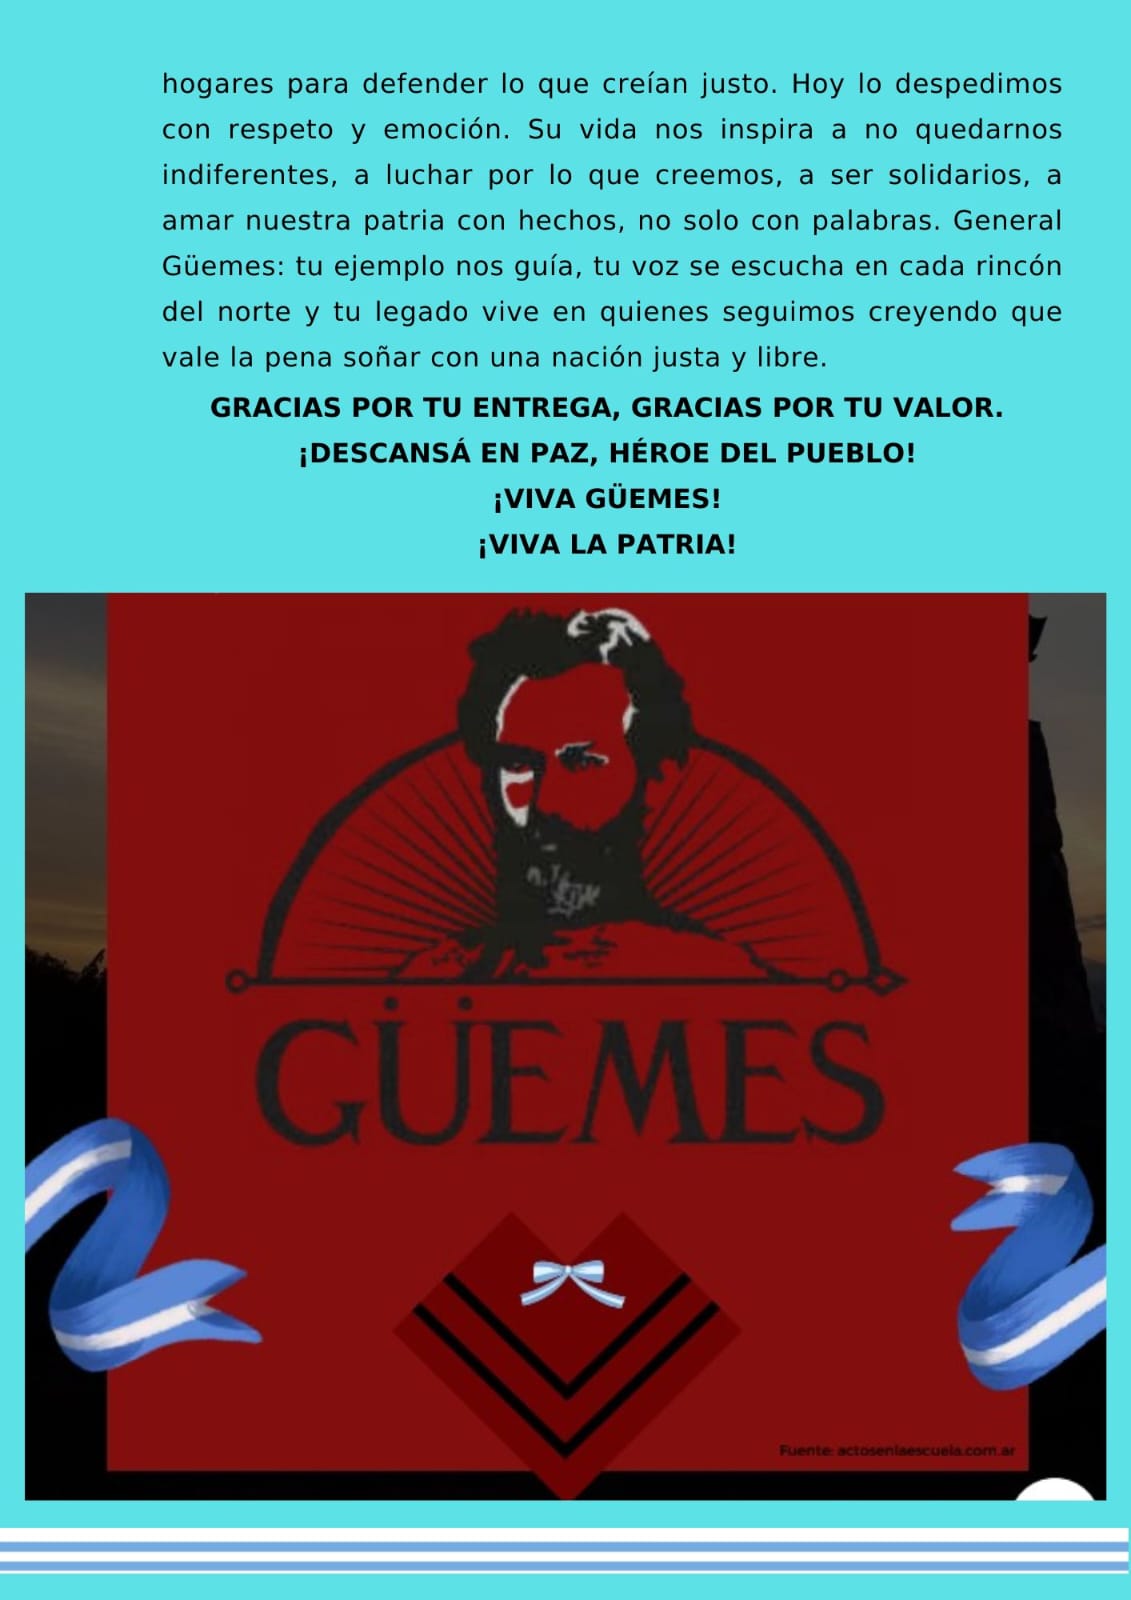 hogares para defender lo que creían justo. Hoy lo despedimos
con respeto y emoción. Su vida nos inspira a no quedarnos
indiferentes, a luchar por lo que creemos, a ser solidarios, a
amar nuestra patria con hechos, no solo con palabras. General
Güemes: tu ejemplo nos guía, tu voz se escucha en cada rincón
del norte y tu legado vive en quienes seguimos creyendo que
vale la pena soñar con una nación justa y libre.
GRACIAS POR TU ENTREGA, GRACIAS POR TU VALOR.
¡DESCANSÁ EN PAZ, HÉROE DEL PUEBLO!
¡VIVA GÜEMES!
¡VIVA LA PATRIA!
GÜEMES
Fuente: actosenlaescuela.com.ar